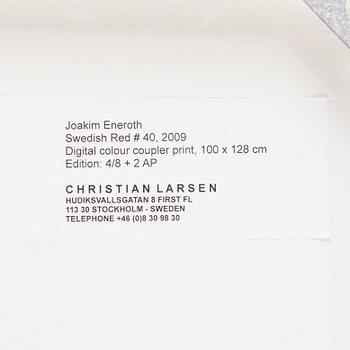 Joakim Eneroth
Swedish Red # 40, 2009
Digital colour coupler print, 100 x 128 cm
Edition: 4/8 + 2 AP
CHRISTIAN LARSEN
HUDIKSVALLSGATAN 8 FIRST FL
113 30 STOCKHOLM - SWEDEN
TELEPHONE +46 (0)8 30 98 30